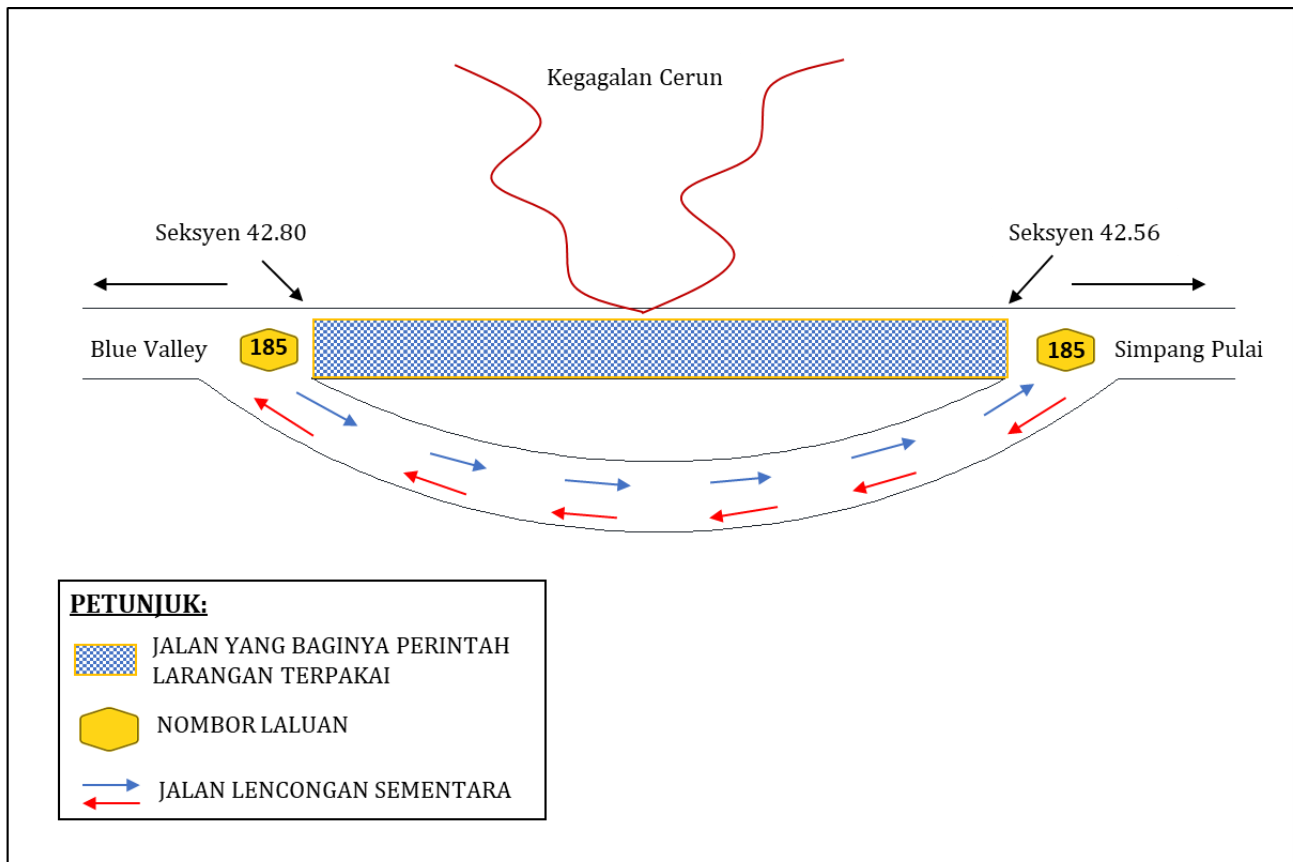 Kegagalan Cerun
Seksyen 42.80
Seksyen 42.56
Blue Valley
185
185
Simpang Pulai
PETUNJUK:
JALAN YANG BAGINYA PERINTAH
LARANGAN TERPAKAI
NOMBOR LALUAN
JALAN LENCONGAN SEMENTARA